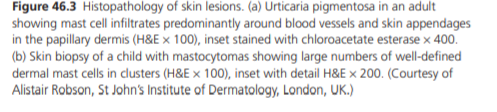 Figure 46.3 Histopathology of skin lesions. (a) Urticaria pigmentosa in an adult
showing mast cell infiltrates predominantly around blood vessels and skin appendages
in the papillary dermis (H&E × 100), inset stained with chloroacetate esterase × 400.
(b) Skin biopsy of a child with mastocytomas showing large numbers of well-defined
dermal mast cells in clusters (H&E × 100), inset with detail H&E × 200. (Courtesy of
Alistair Robson, St John's Institute of Dermatology, London, UK.)